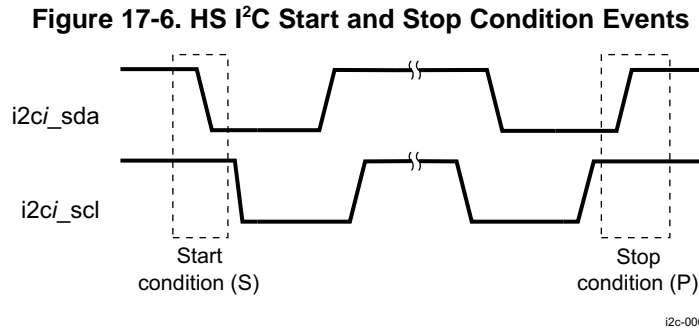 Figure 17-6. HS I²C Start and Stop Condition Events
i2ci_sda
i2ci_scl
Start
condition (S)
Stop
condition (P)